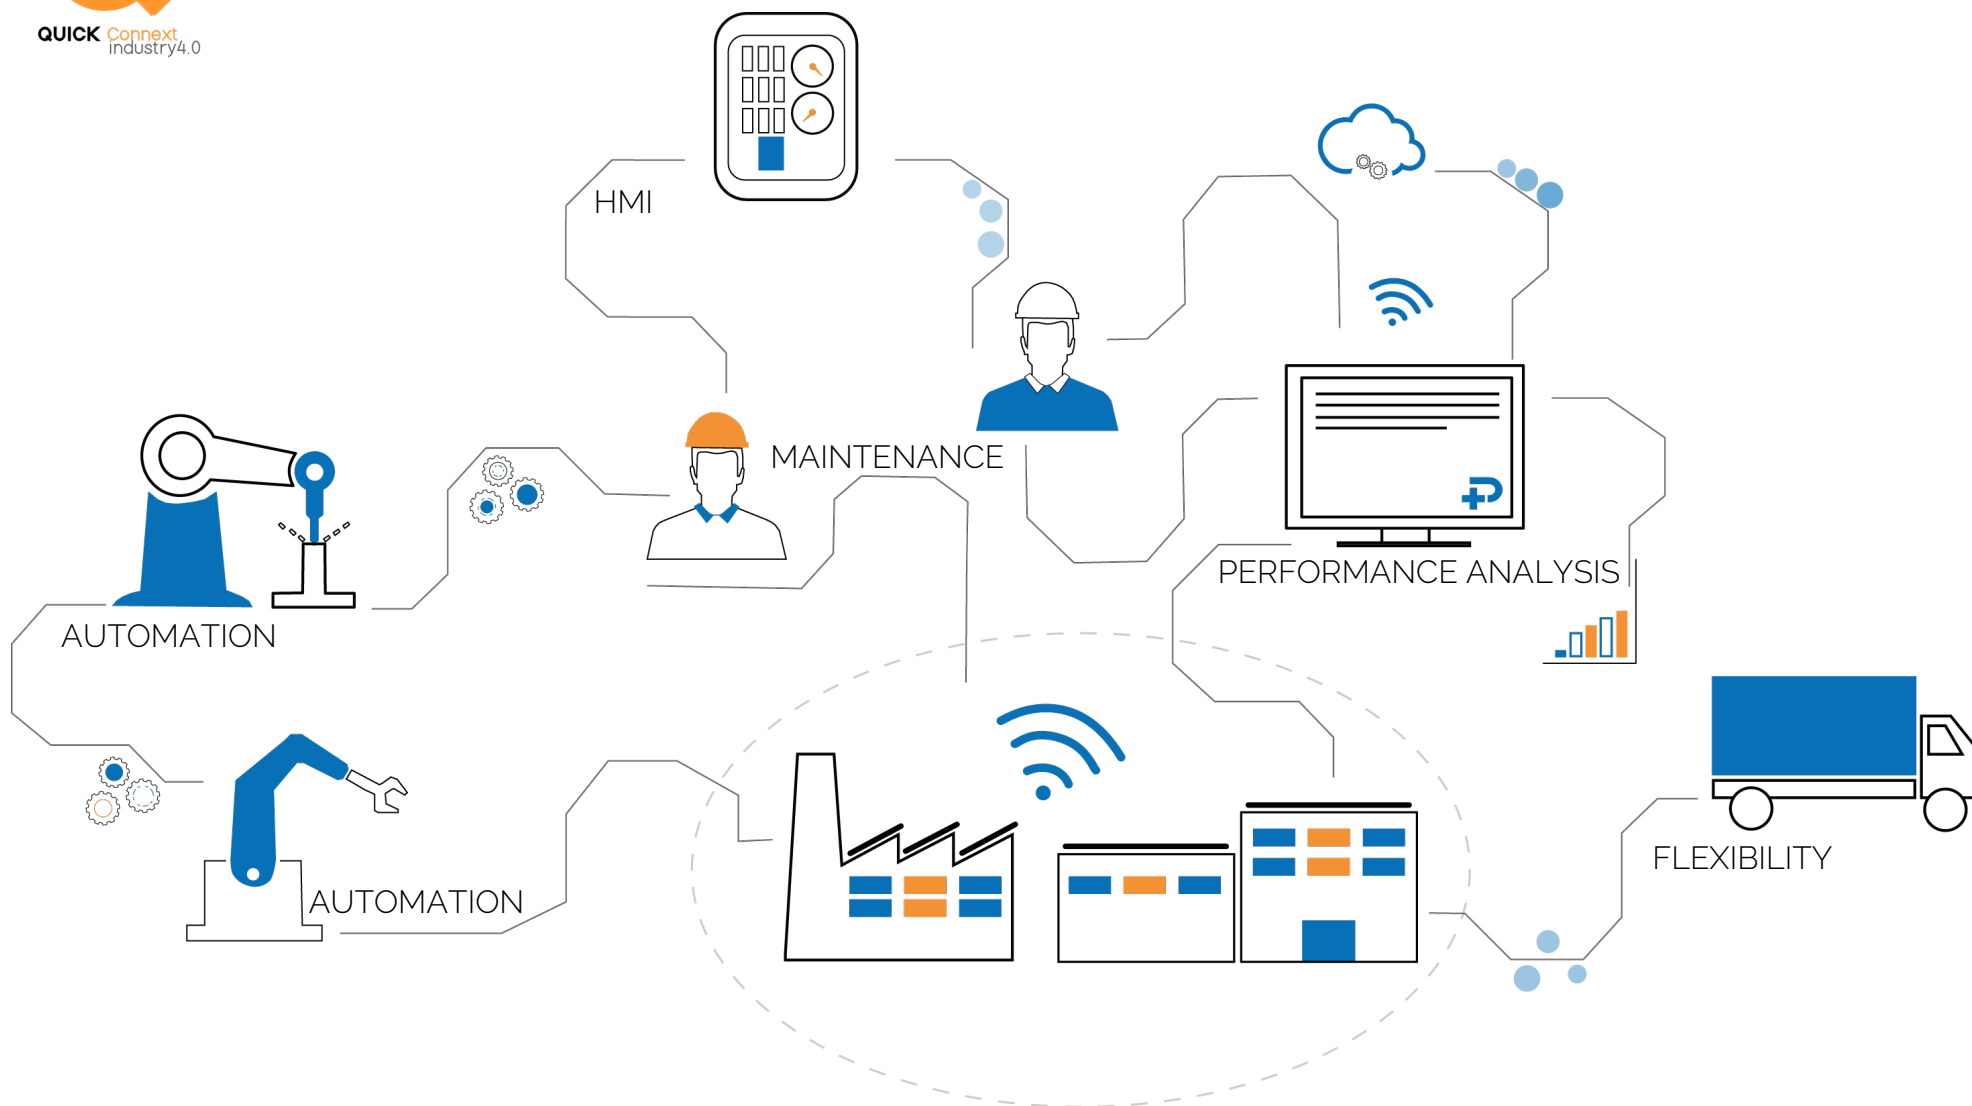 QUICK Connext
industry4.0
HMI
MAINTENANCE
PERFORMANCE ANALYSIS
AUTOMATION
FLEXIBILITY
AUTOMATION